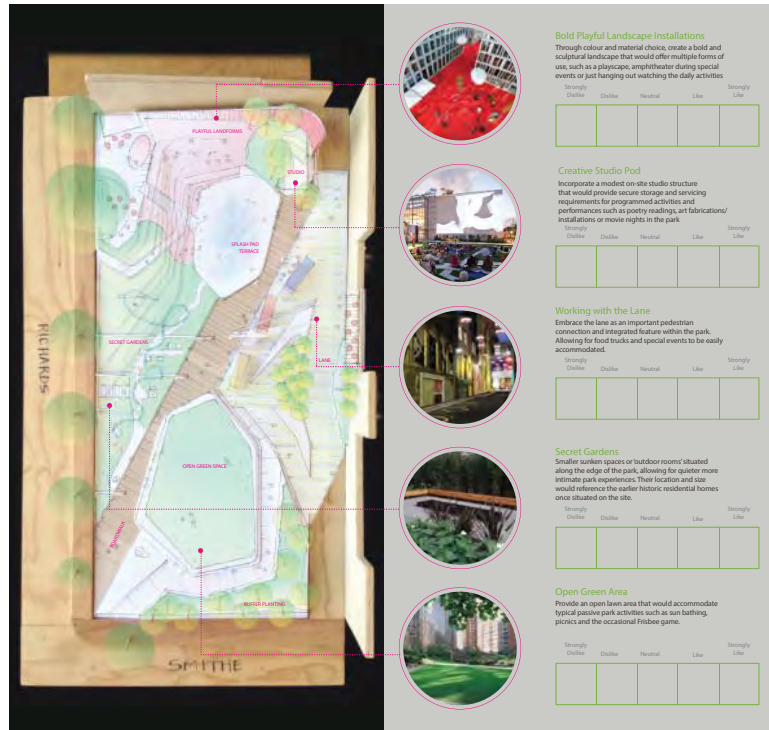 PLAYFUL LANDFORMS
STUDIO
SPLASH PAD
TERRACE
SECRET GARDENS
LANE
OPEN GREEN SPACE
BOARDWALK
BUFFER PLANTING
RICHARDS
SMITHE
Bold Playful Landscape Installations
Through colour and material choice, create a bold and
sculptural landscape that would offer multiple forms of
use, such as a playscape, amphitheater during special
events or just hanging out watching the daily activities
Strongly Dislike Dislike Neutral Like Strongly Like
Creative Studio Pod
Incorporate a modest on-site studio structure
that would provide secure storage and servicing
requirements for programmed activities and
performances such as poetry readings, art fabrications/
installations or movie nights in the park
Strongly Dislike Dislike Neutral Like Strongly Like
Working with the Lane
Embrace the lane as an important pedestrian
connection and integrated feature within the park.
Allowing for food trucks and special events to be easily
accommodated.
Strongly Dislike Dislike Neutral Like Strongly Like
Secret Gardens
Smaller sunken spaces or 'outdoor rooms' situated
along the edge of the park, allowing for quieter more
intimate park experiences. Their location and size
would reference the earlier historic residential homes
once situated on the site.
Strongly Dislike Dislike Neutral Like Strongly Like
Open Green Area
Provide an open lawn area that would accommodate
typical passive park activities such as sun bathing,
picnics and the occasional Frisbee game.
Strongly Dislike Dislike Neutral Like Strongly Like